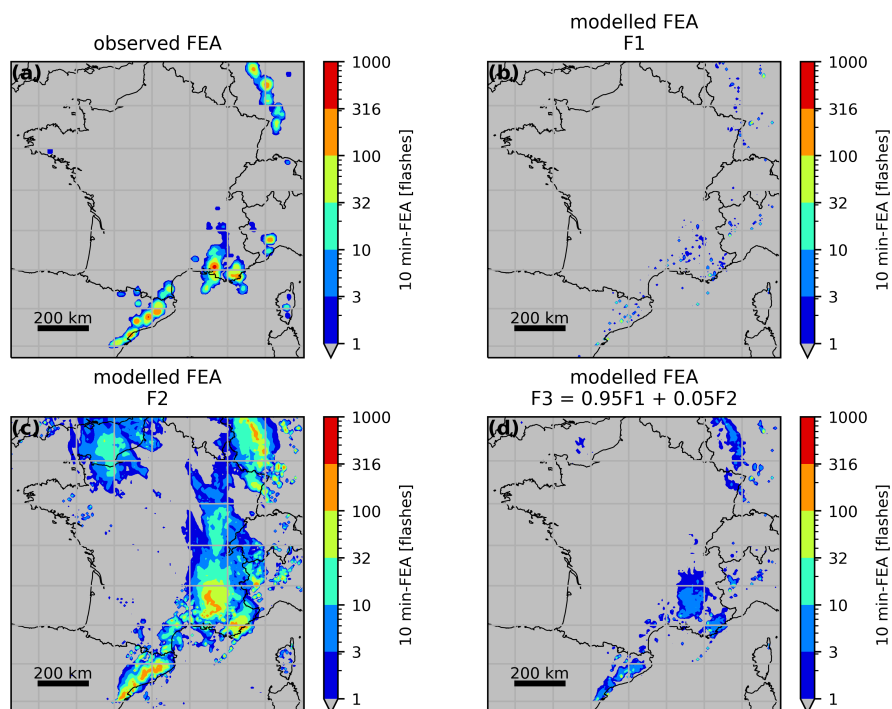 observed FEA
(a)
200 km
1000
316
100
32
10
3
1
10 min-FEA [flashes]
modelled FEA
F1
(b)
200 km
1000
316
100
32
10
3
1
10 min-FEA [flashes]
modelled FEA
F2
(c)
200 km
1000
316
100
32
10
3
1
10 min-FEA [flashes]
modelled FEA
F3 = 0.95F1 + 0.05F2
(d)
200 km
1000
316
100
32
10
3
1
10 min-FEA [flashes]